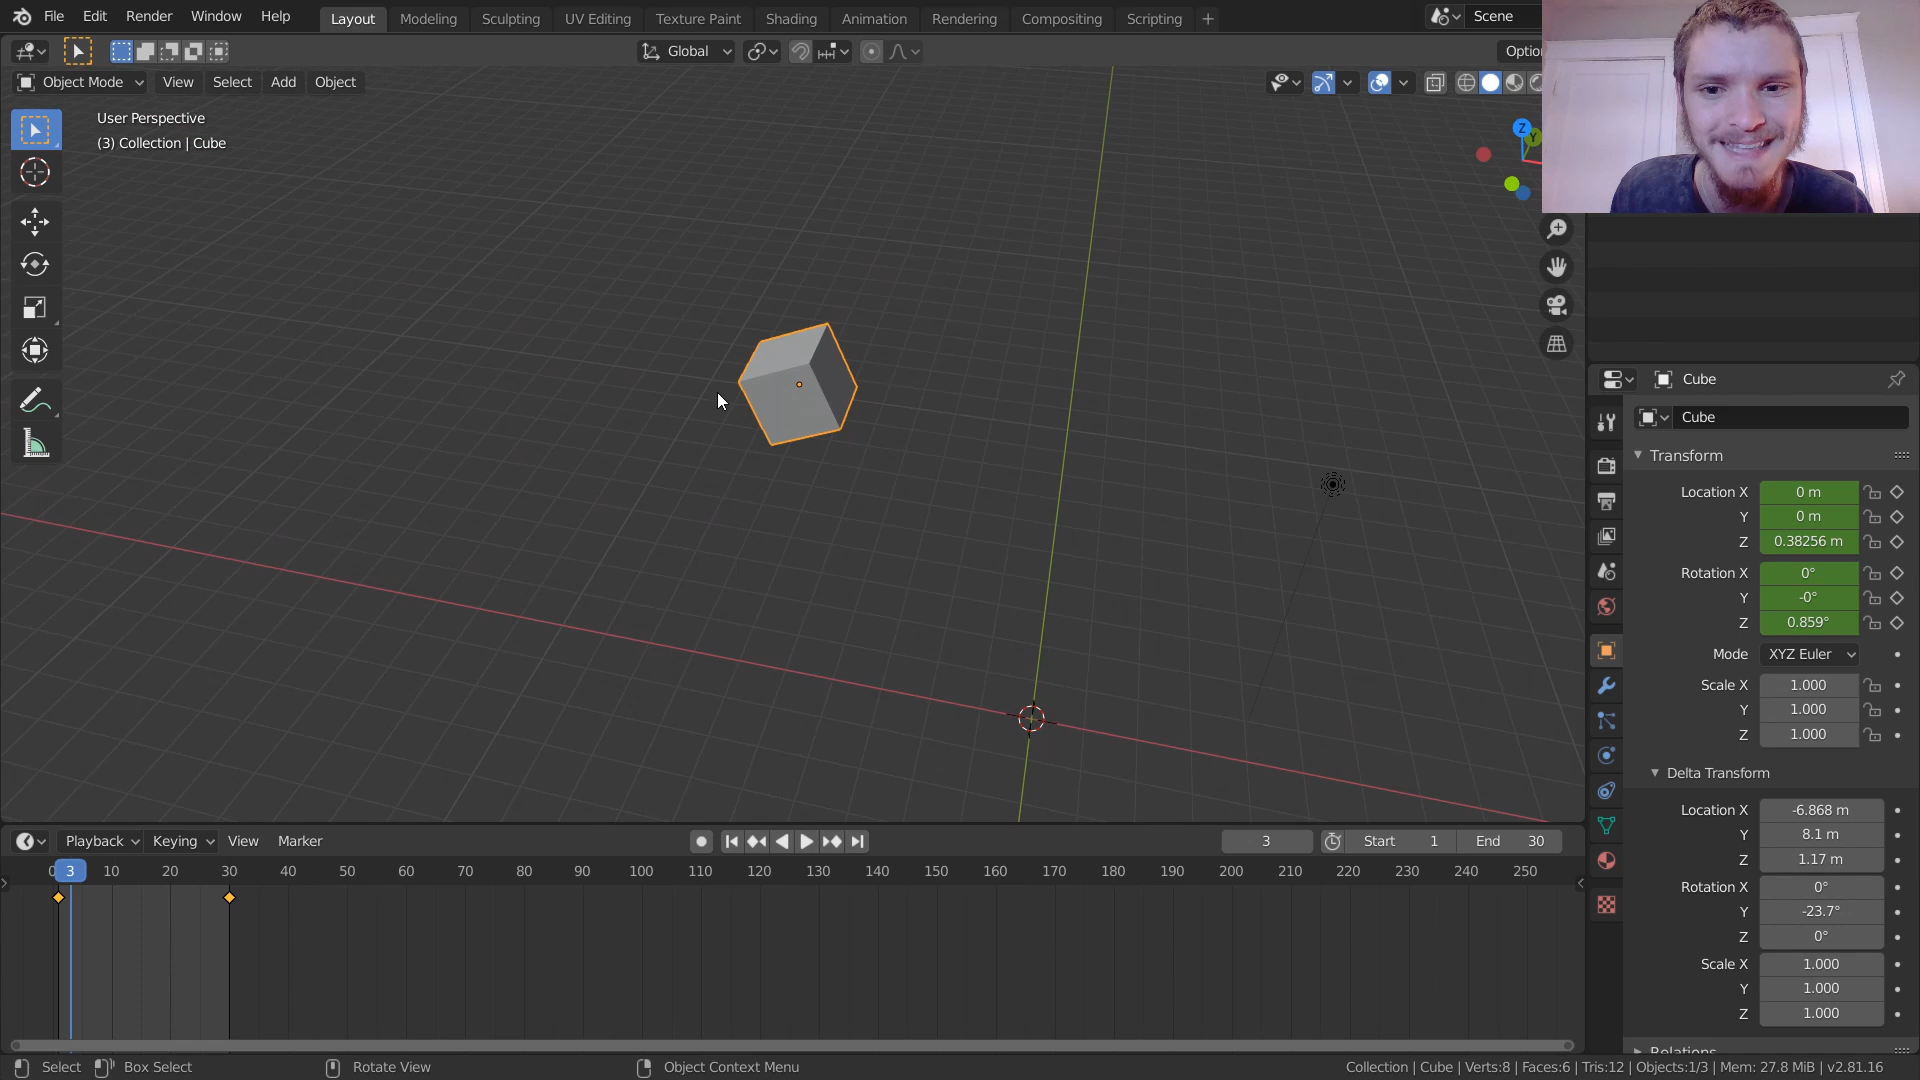 File Edit Render Window Help Layout Modeling Sculpting UV Editing Texture Paint Shading Animation Rendering Compositing Scripting + Scene
Global
Object Mode View Select Add Object
User Perspective
(3) Collection | Cube
Z
Y
Cube
Cube
Transform
Location X 0 m
Y 0 m
Z 0.38256 m
Rotation X 0°
Y -0°
Z 0.859°
Mode XYZ Euler
Scale X 1.000
Y 1.000
Z 1.000
Delta Transform
Location X -6.868 m
Y 8.1 m
Z 1.17 m
Rotation X 0°
Y -23.7°
Z 0°
Scale X 1.000
Y 1.000
Z 1.000
Playback Keying View Marker 3 Start 1 End 30
0 3 10 20 30 40 50 60 70 80 90 100 110 120 130 140 150 160 170 180 190 200 210 220 230 240 250
Select Box Select Rotate View Object Context Menu Collection | Cube | Verts:8 | Faces:6 | Tris:12 | Objects:1/3 | Mem: 27.8 MiB | v2.81.16